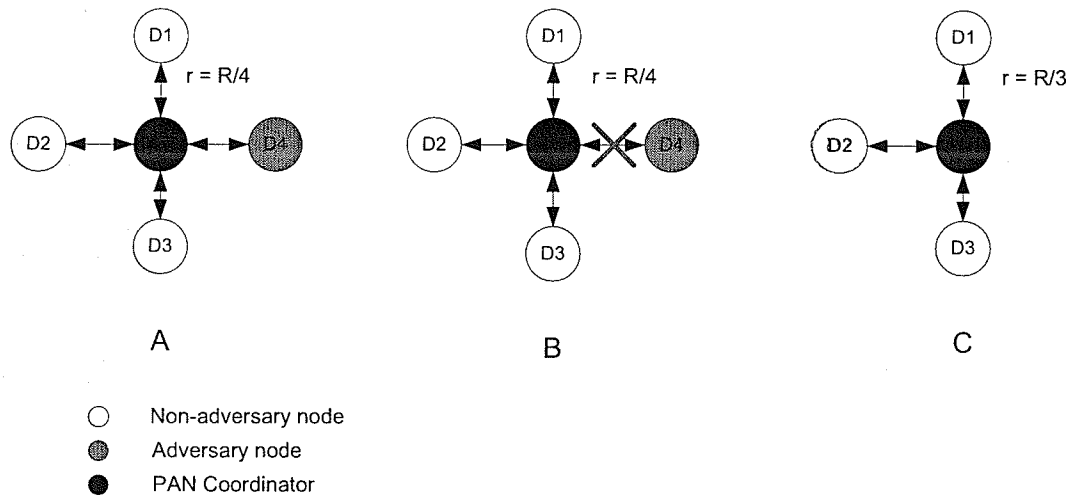 D1
r = R/4
D2
D4
D3
A
D1
r = R/4
D2
D4
D3
B
D1
r = R/3
D2
D3
C
Non-adversary node
Adversary node
PAN Coordinator